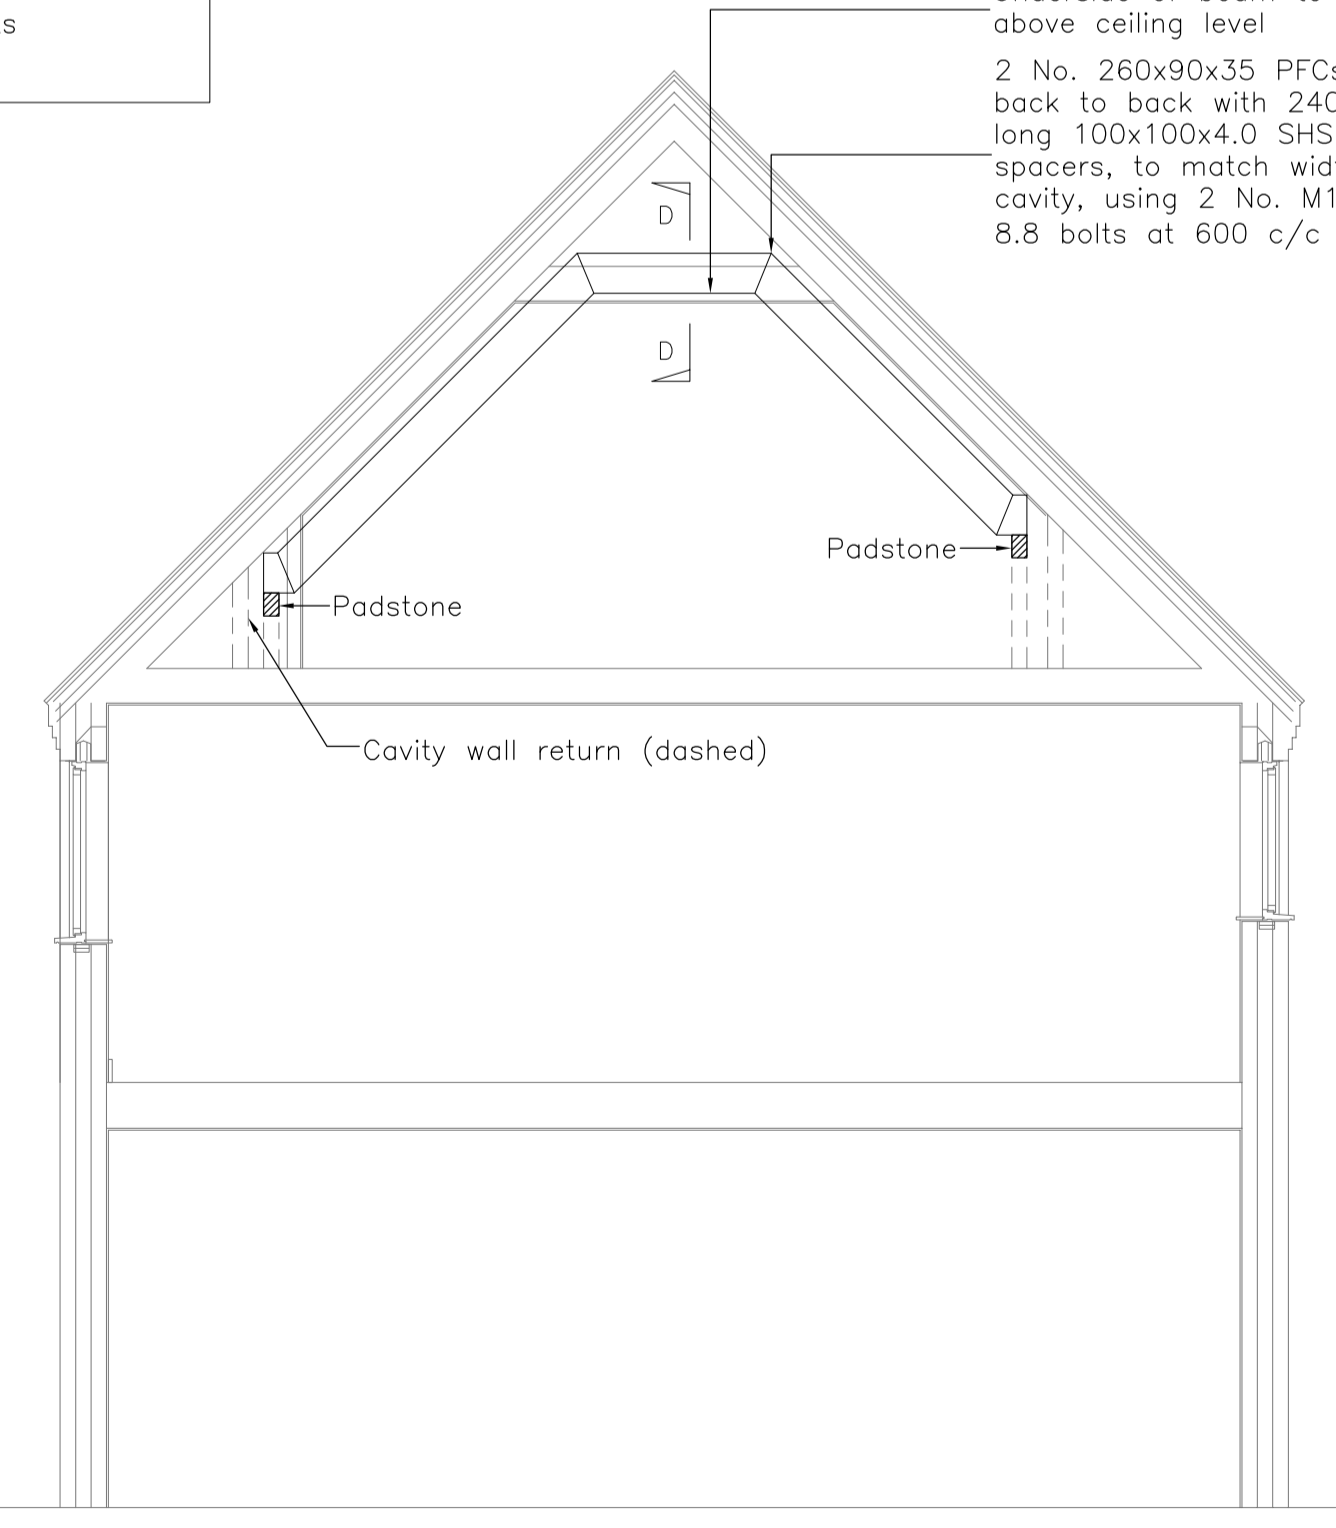 s
above ceiling level
2 No. 260x90x35 PFCs
back to back with 240
long 100x100x4.0 SHS
spacers, to match wid
cavity, using 2 No. M1
8.8 bolts at 600 c/c
D
D
Padstone
Padstone
Cavity wall return (dashed)